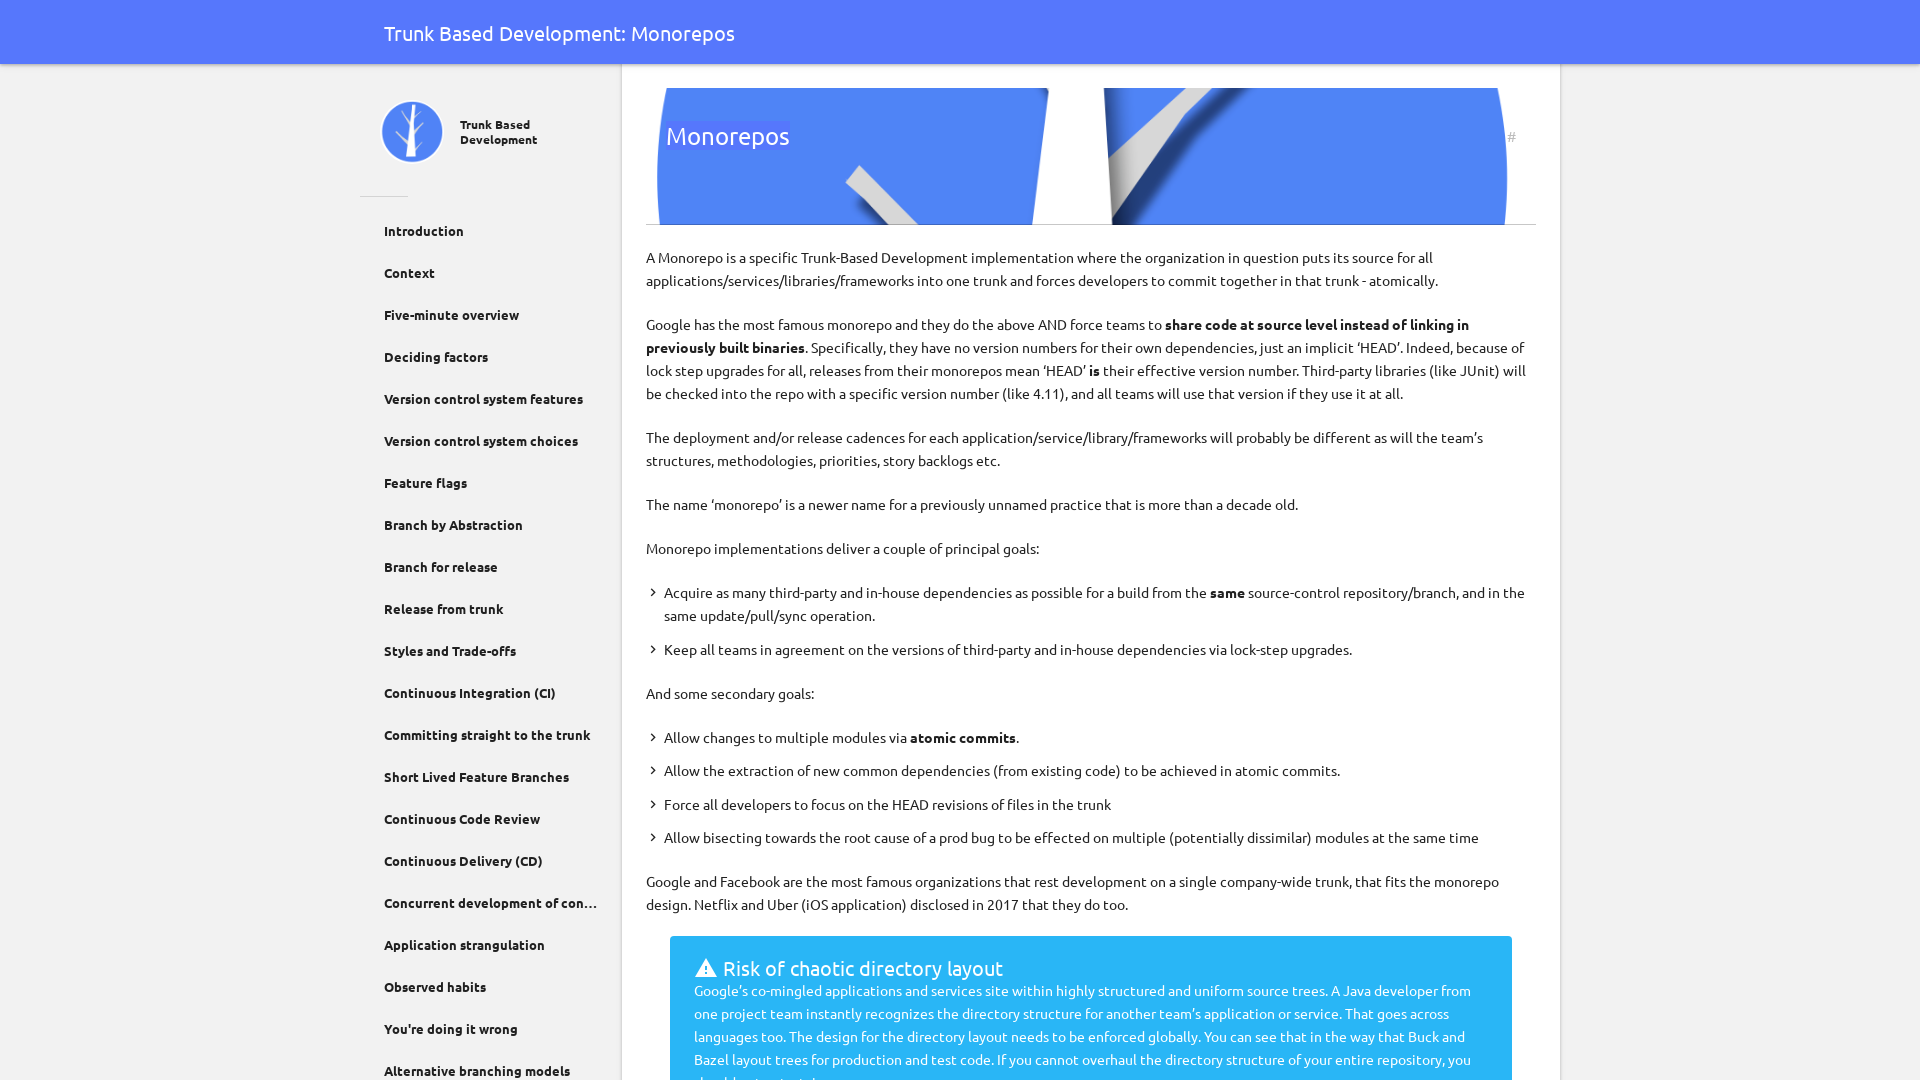 Trunk Based Development: Monorepos
Trunk Based
Development
Introduction
Context
Five-minute overview
Deciding factors
Version control system features
Version control system choices
Feature flags
Branch by Abstraction
Branch for release
Release from trunk
Styles and Trade-offs
Continuous Integration (CI)
Committing straight to the trunk
Short Lived Feature Branches
Continuous Code Review
Continuous Delivery (CD)
Concurrent development of con…
Application strangulation
Observed habits
You're doing it wrong
Alternative branching models
Monorepos
#
A Monorepo is a specific Trunk-Based Development implementation where the organization in question puts its source for all
applications/services/libraries/frameworks into one trunk and forces developers to commit together in that trunk - atomically.
Google has the most famous monorepo and they do the above AND force teams to share code at source level instead of linking in
previously built binaries. Specifically, they have no version numbers for their own dependencies, just an implicit ‘HEAD’. Indeed, because of
lock step upgrades for all, releases from their monorepos mean ‘HEAD’ is their effective version number. Third-party libraries (like JUnit) will
be checked into the repo with a specific version number (like 4.11), and all teams will use that version if they use it at all.
The deployment and/or release cadences for each application/service/library/frameworks will probably be different as will the team’s
structures, methodologies, priorities, story backlogs etc.
The name ‘monorepo’ is a newer name for a previously unnamed practice that is more than a decade old.
Monorepo implementations deliver a couple of principal goals:
Acquire as many third-party and in-house dependencies as possible for a build from the same source-control repository/branch, and in the
same update/pull/sync operation.
Keep all teams in agreement on the versions of third-party and in-house dependencies via lock-step upgrades.
And some secondary goals:
Allow changes to multiple modules via atomic commits.
Allow the extraction of new common dependencies (from existing code) to be achieved in atomic commits.
Force all developers to focus on the HEAD revisions of files in the trunk
Allow bisecting towards the root cause of a prod bug to be effected on multiple (potentially dissimilar) modules at the same time
Google and Facebook are the most famous organizations that rest development on a single company-wide trunk, that fits the monorepo
design. Netflix and Uber (iOS application) disclosed in 2017 that they do too.
Risk of chaotic directory layout
Google’s co-mingled applications and services site within highly structured and uniform source trees. A Java developer from
one project team instantly recognizes the directory structure for another team’s application or service. That goes across
languages too. The design for the directory layout needs to be enforced globally. You can see that in the way that Buck and
Bazel layout trees for production and test code. If you cannot overhaul the directory structure of your entire repository, you